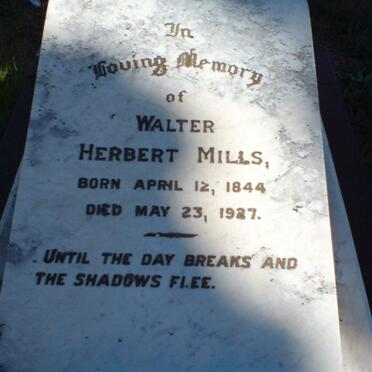 In
Loving Memory
of
WALTER
HERBERT MILLS,
BORN APRIL 12, 1844
DIED MAY 23, 1927.
UNTIL THE DAY BREAKS AND
THE SHADOWS FLEE.